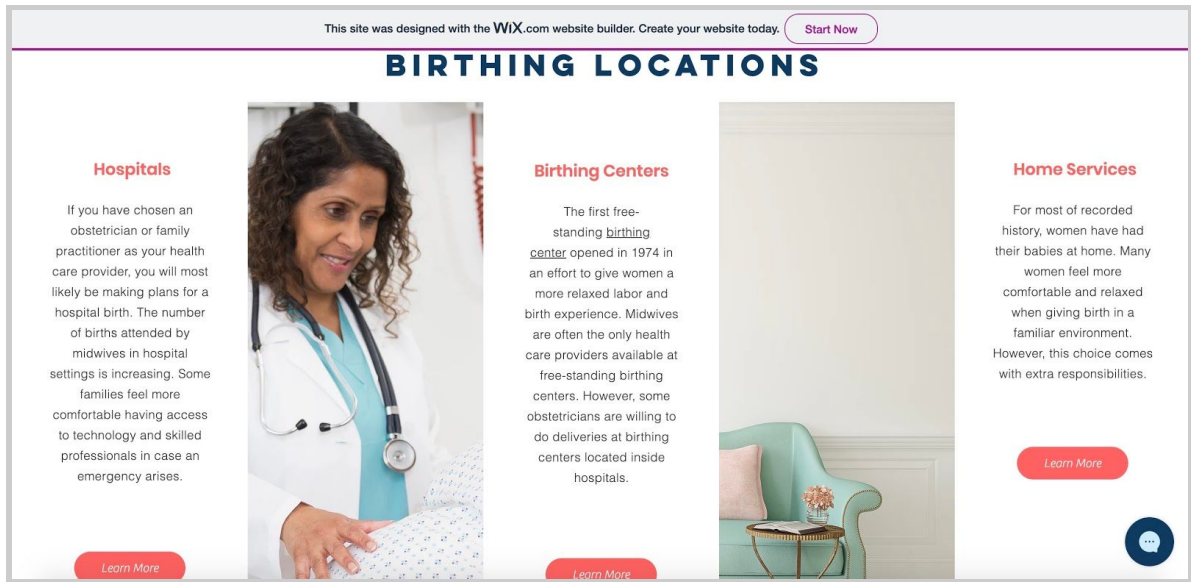 This site was designed with the WiX.com website builder. Create your website today.
Start Now
BIRTHING LOCATIONS
Hospitals
If you have chosen an
obstetrician or family
practitioner as your health
care provider, you will most
likely be making plans for a
hospital birth. The number
of births attended by
midwives in hospital
settings is increasing. Some
families feel more
comfortable having access
to technology and skilled
professionals in case an
emergency arises.
Learn More
Birthing Centers
The first free-
standing birthing
center opened in 1974 in
an effort to give women a
more relaxed labor and
birth experience. Midwives
are often the only health
care providers available at
free-standing birthing
centers. However, some
obstetricians are willing to
do deliveries at birthing
centers located inside
hospitals.
Learn More
Home Services
For most of recorded
history, women have had
their babies at home. Many
women feel more
comfortable and relaxed
when giving birth in a
familiar environment.
However, this choice comes
with extra responsibilities.
Learn More